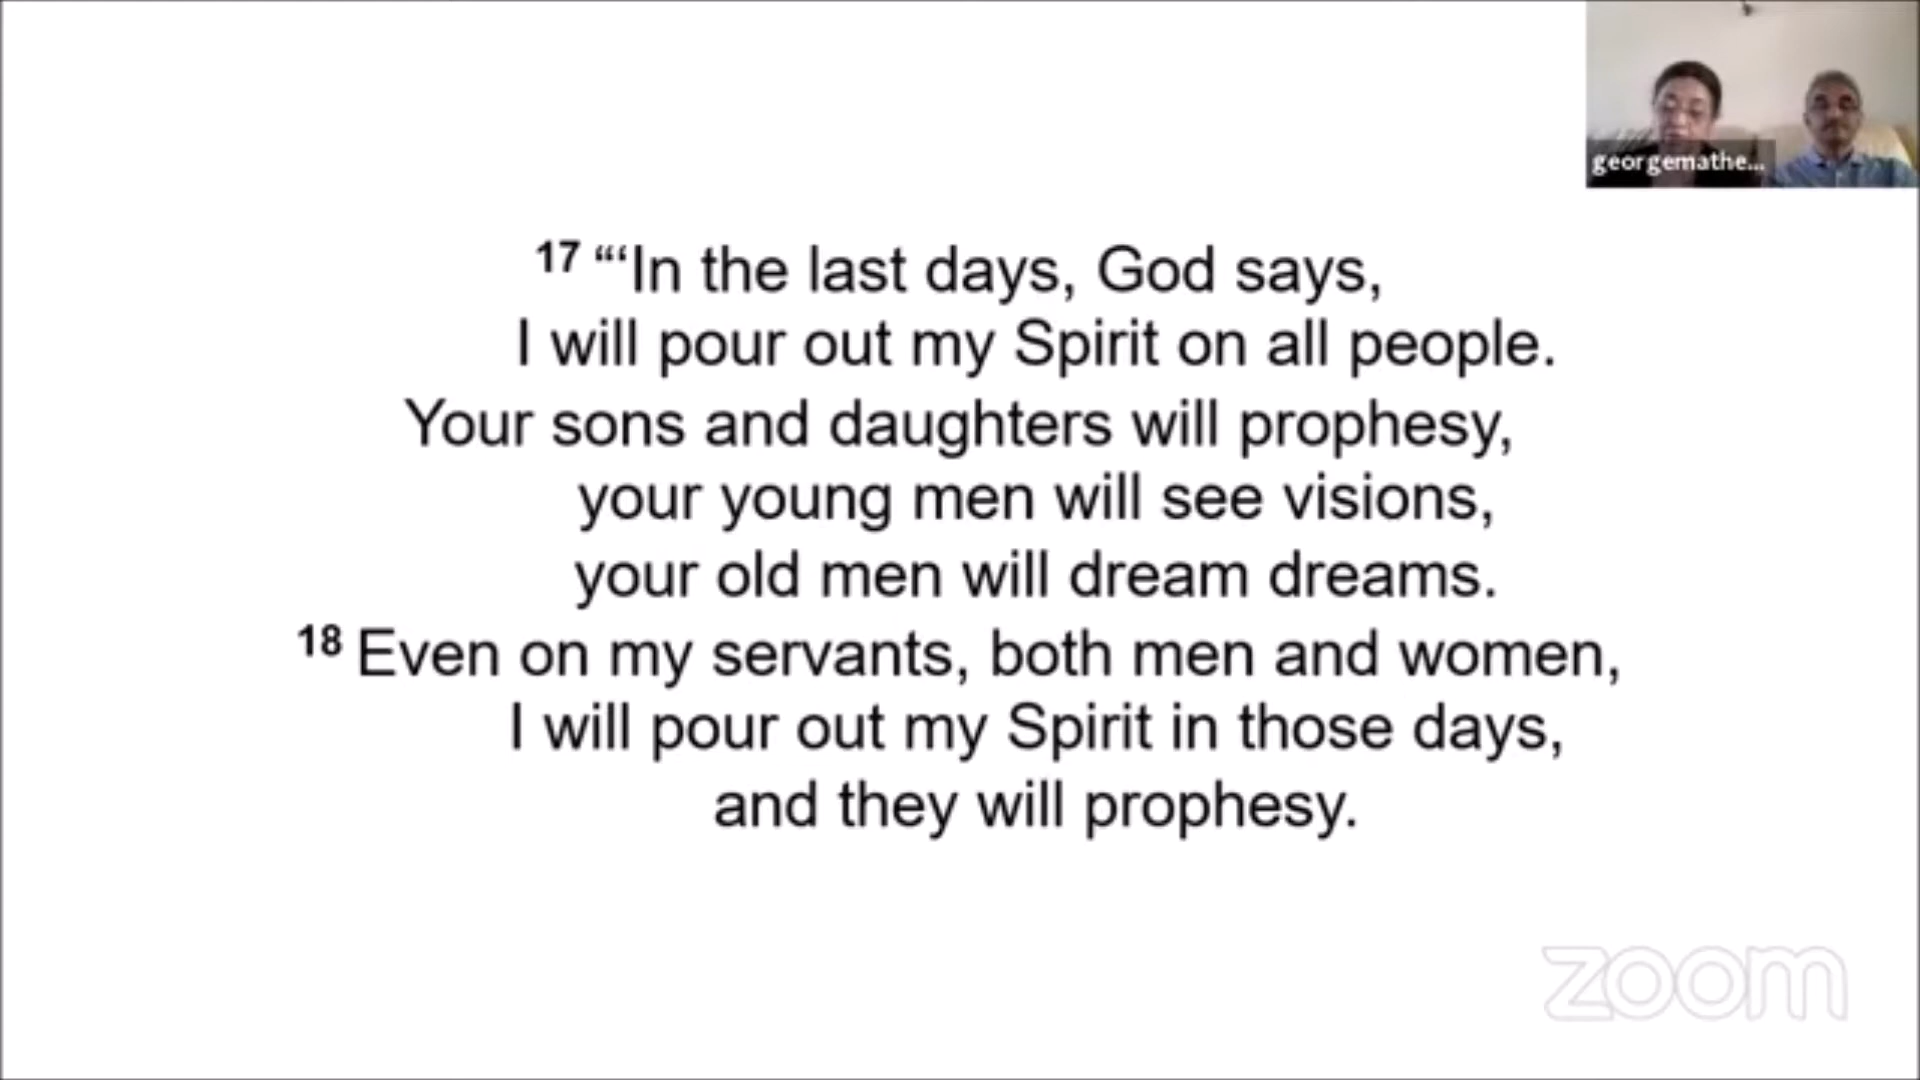 georgemathe...
17 “‘In the last days, God says,
I will pour out my Spirit on all people.
Your sons and daughters will prophesy,
your young men will see visions,
your old men will dream dreams.
18 Even on my servants, both men and women,
I will pour out my Spirit in those days,
and they will prophesy.
zoom